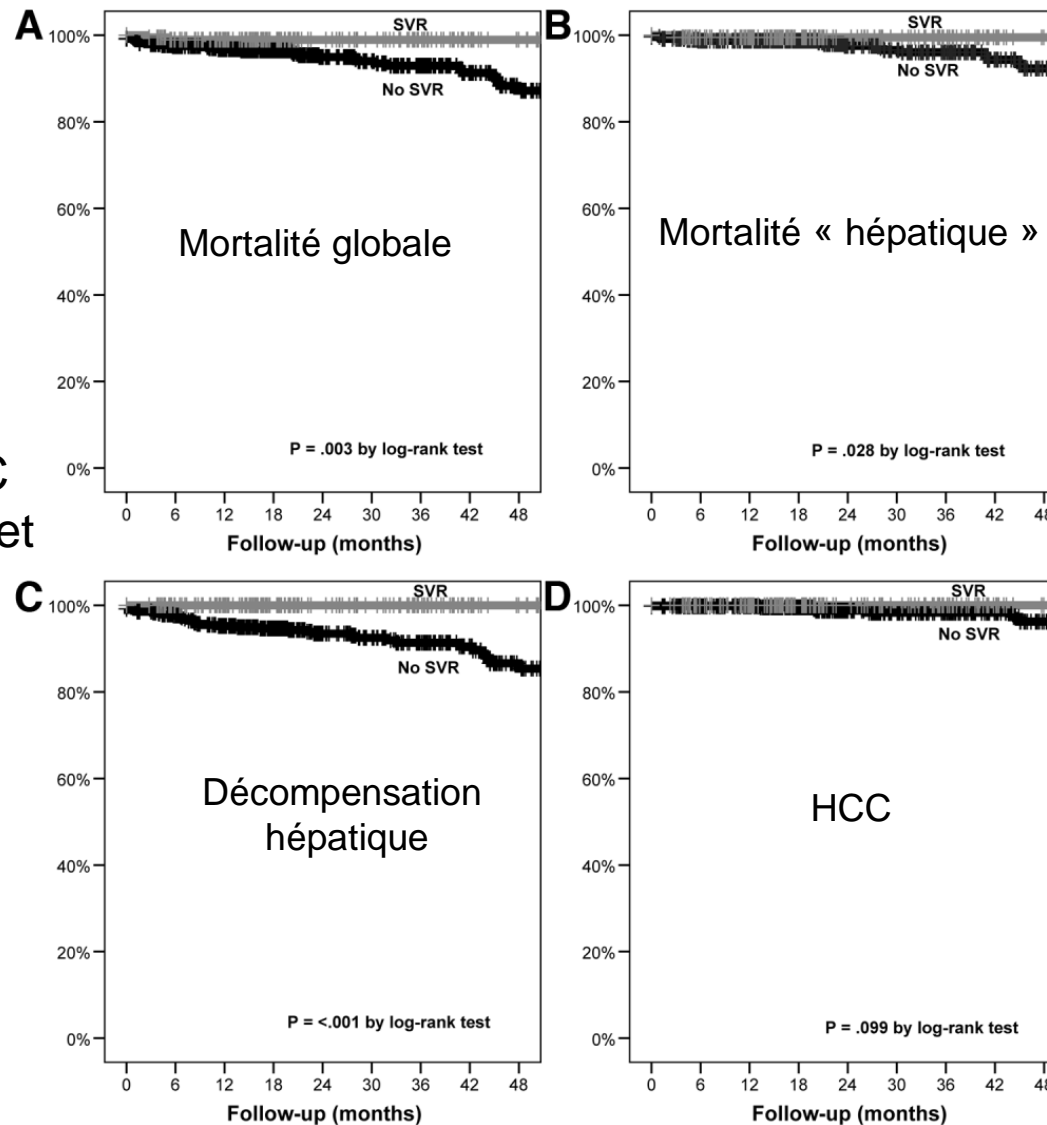 A
100%
80%
60%
40%
20%
0%
SVR
No SVR
Mortalité globale
P = .003 by log-rank test
0 6 12 18 24 30 36 42 48
Follow-up (months)
B
100%
80%
60%
40%
20%
0%
SVR
No SVR
Mortalité « hépatique »
P = .028 by log-rank test
0 6 12 18 24 30 36 42 48
Follow-up (months)
C
et
C
100%
80%
60%
40%
20%
0%
SVR
No SVR
Décompensation
hépatique
P = <.001 by log-rank test
0 6 12 18 24 30 36 42 48
Follow-up (months)
D
100%
80%
60%
40%
20%
0%
SVR
No SVR
HCC
P = .099 by log-rank test
0 6 12 18 24 30 36 42 48
Follow-up (months)